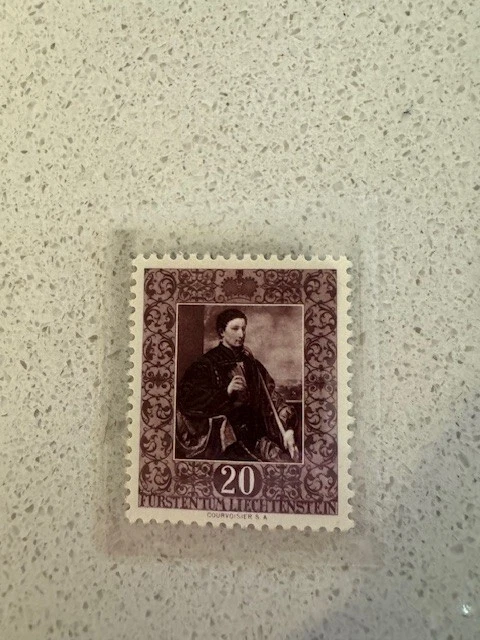 20
FÜRSTENTUM LIECHTENSTEIN
COURVOISIER S.A.